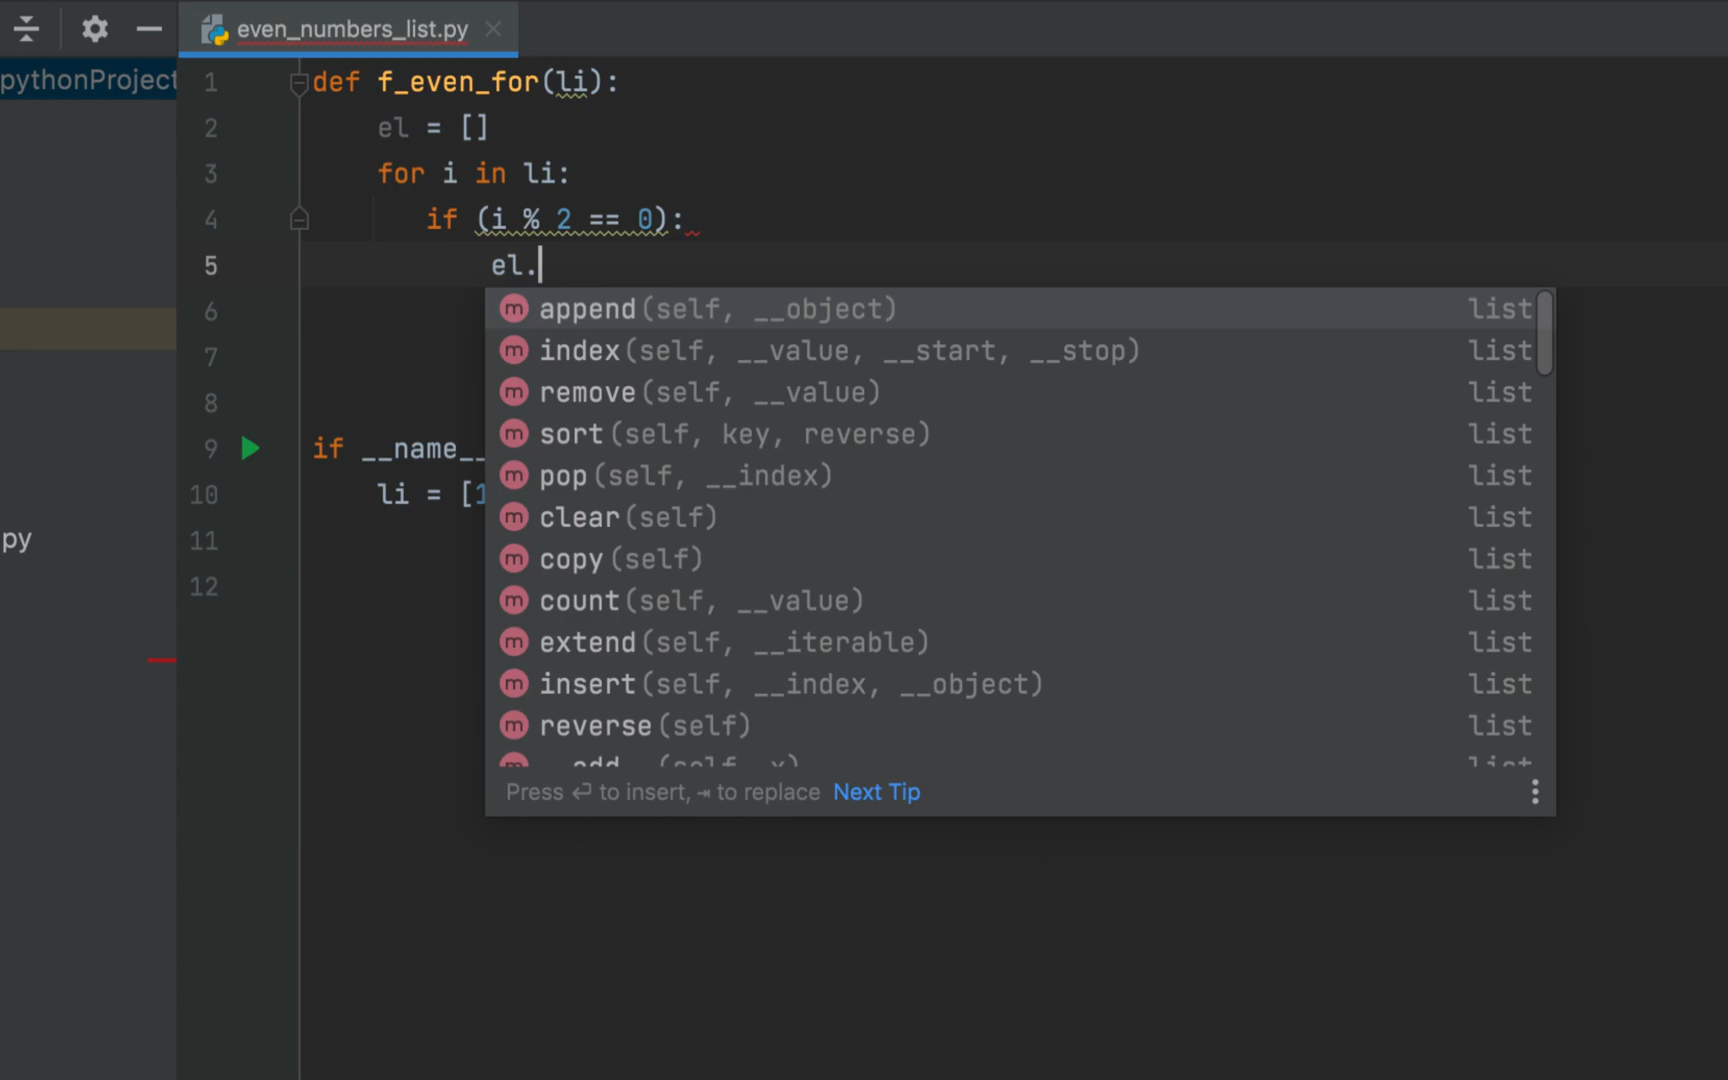 even_numbers_list.py
pythonProject
1 def f_even_for(li):
2 el = []
3 for i in li:
4 if (i % 2 == 0):
5 el.
6
7
8
9 if __name__
10 li = [1
11
12
py
m append(self, __object) list
m index(self, __value, __start, __stop) list
m remove(self, __value) list
m sort(self, key, reverse) list
m pop(self, __index) list
m clear(self) list
m copy(self) list
m count(self, __value) list
m extend(self, __iterable) list
m insert(self, __index, __object) list
m reverse(self) list
m __add__(self, x) list
Press ⏎ to insert, ⇥ to replace Next Tip